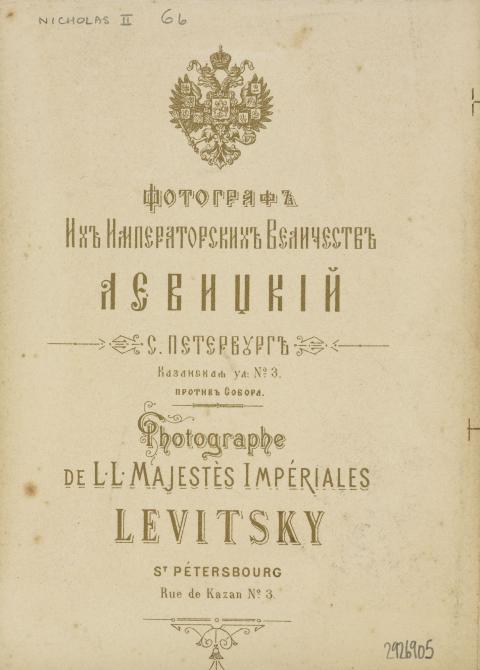 NICHOLAS II 66
ФОТОГРАФЪ
ИХЪ ИМПЕРАТОРСКИХЪ ВЕЛИЧЕСТВЪ
ЛЕВИЦКІЙ
С. ПЕТЕРБУРГЪ
Казанская ул: № 3.
противъ Собора.
Photographe
DE L·L·MAJESTÈS IMPÉRIALES
LEVITSKY
ST PÉTERSBOURG
Rue de Kazan No 3.
2926905